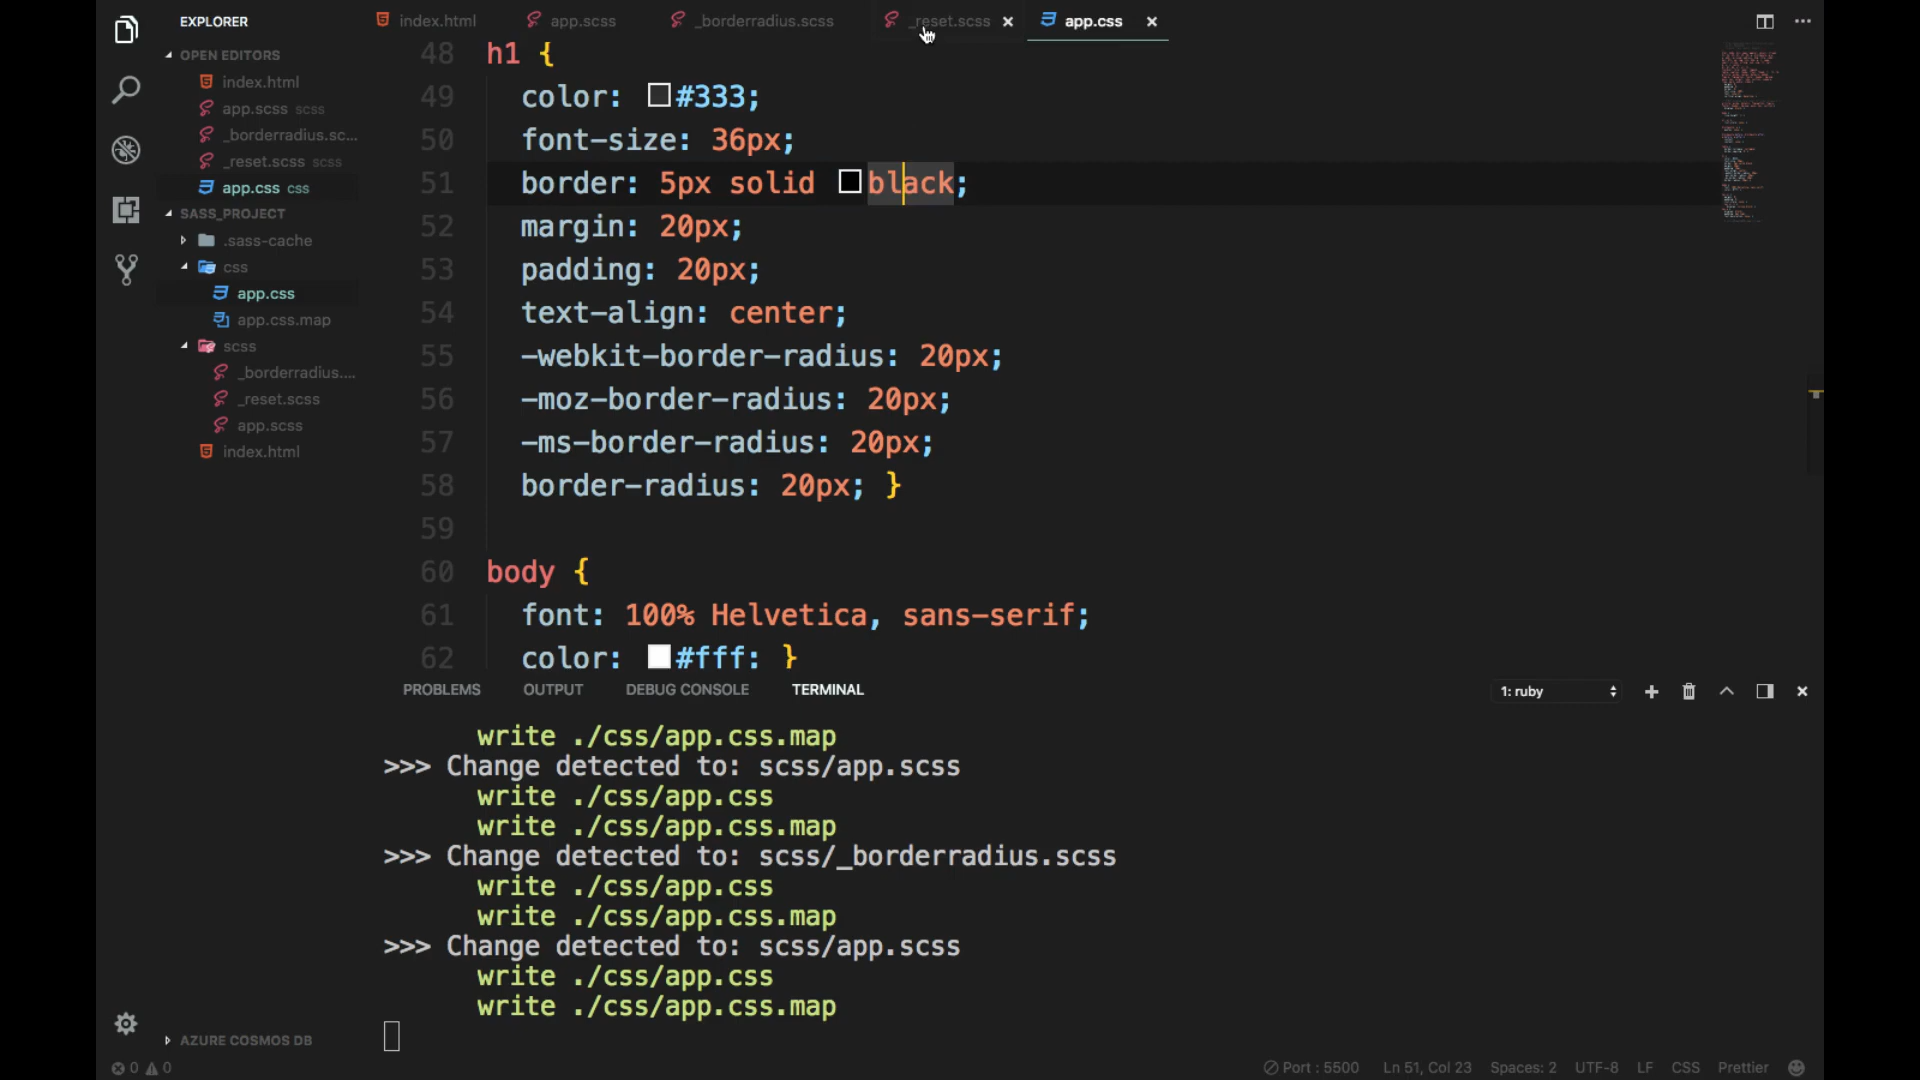 EXPLORER
OPEN EDITORS
index.html
app.scss scss
_borderradius.sc...
_reset.scss scss
app.css css
SASS_PROJECT
.sass-cache
css
app.css
app.css.map
scss
_borderradius....
_reset.scss
app.scss
index.html
AZURE COSMOS DB
index.html app.scss _borderradius.scss _reset.scss app.css
48 h1 {
49 color: #333;
50 font-size: 36px;
51 border: 5px solid black;
52 margin: 20px;
53 padding: 20px;
54 text-align: center;
55 -webkit-border-radius: 20px;
56 -moz-border-radius: 20px;
57 -ms-border-radius: 20px;
58 border-radius: 20px; }
59
60 body {
61 font: 100% Helvetica, sans-serif;
62 color: #fff; }
PROBLEMS OUTPUT DEBUG CONSOLE TERMINAL 1: ruby
write ./css/app.css.map
>>> Change detected to: scss/app.scss
write ./css/app.css
write ./css/app.css.map
>>> Change detected to: scss/_borderradius.scss
write ./css/app.css
write ./css/app.css.map
>>> Change detected to: scss/app.scss
write ./css/app.css
write ./css/app.css.map
0 0 Port : 5500 Ln 51, Col 23 Spaces: 2 UTF-8 LF CSS Prettier